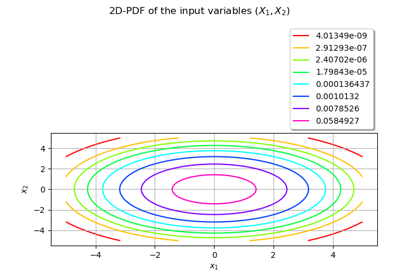 2D-PDF of the input variables (X₁, X₂)
4.01349e-09
2.91293e-07
2.40702e-06
1.79843e-05
0.000136437
0.0010132
0.0078526
0.0584927
4
2
0
−2
−4
x₂
−4 −2 0 2 4
x₁